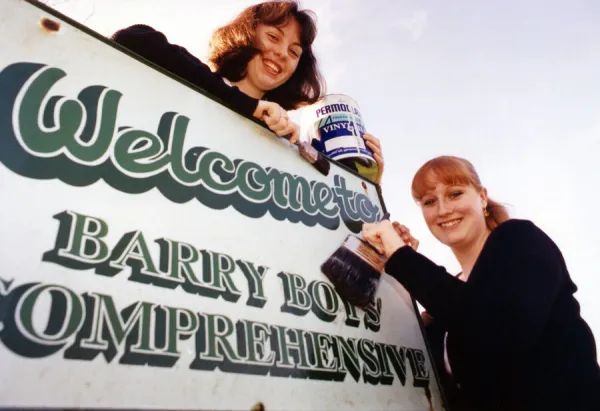 Welcome to
BARRY BOYS
COMPREHENSIVE
PERMOGLAZE
VINYL